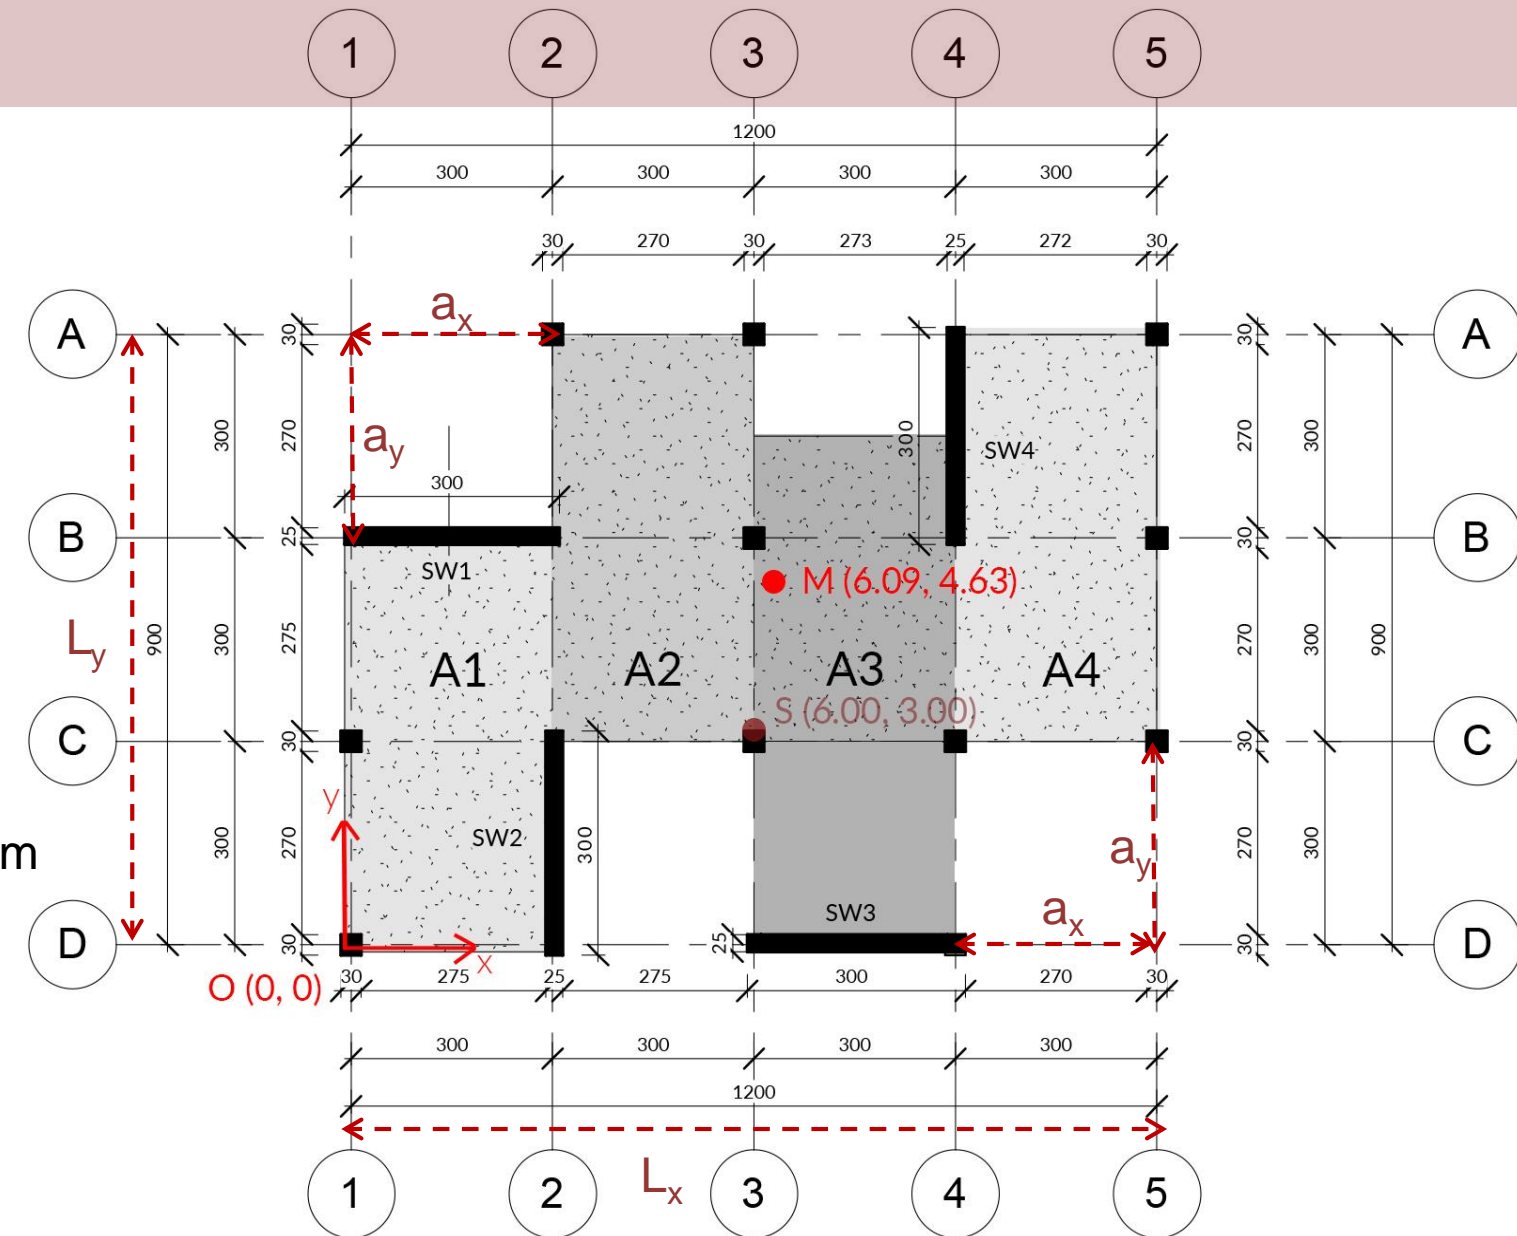 1 2 3 4 5
1200
300 300 300 300
30 270 30 273 25 272 30
A 30 aₓ 30 A
300 270 aᵧ 300 SW4 270 300
300
B 25 30 B
SW1
M (6.09, 4.63)
Lᵧ 900 300 275 A1 A2 A3 A4 270 300 900
S (6.00, 3.00)
C 30 30 C
y
m 300 270 SW2 300 aᵧ 270 300
SW3 aₓ
D 30 x 25 30 D
O (0, 0) 30 275 25 275 300 270 30
300 300 300 300
1200
1 2 Lₓ 3 4 5